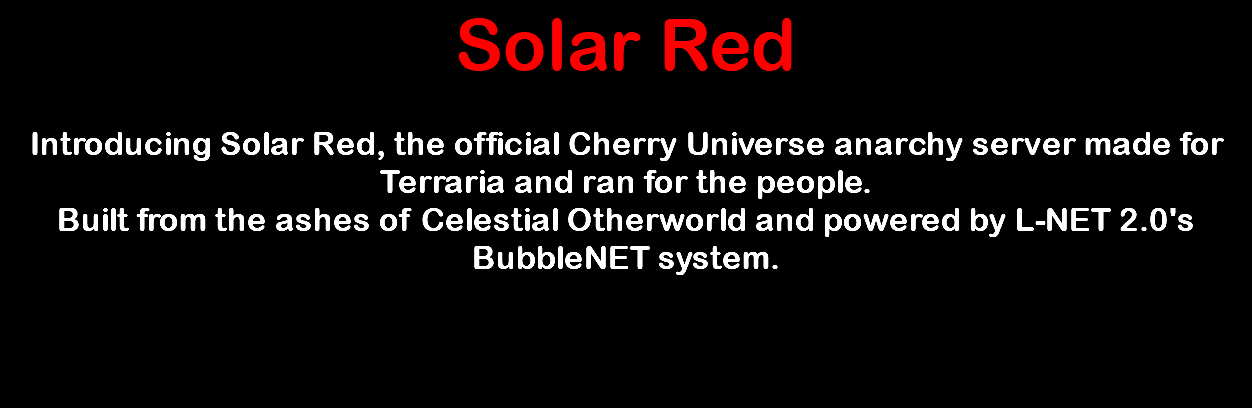 Solar Red
Introducing Solar Red, the official Cherry Universe anarchy server made for
Terraria and ran for the people.
Built from the ashes of Celestial Otherworld and powered by L-NET 2.0's
BubbleNET system.